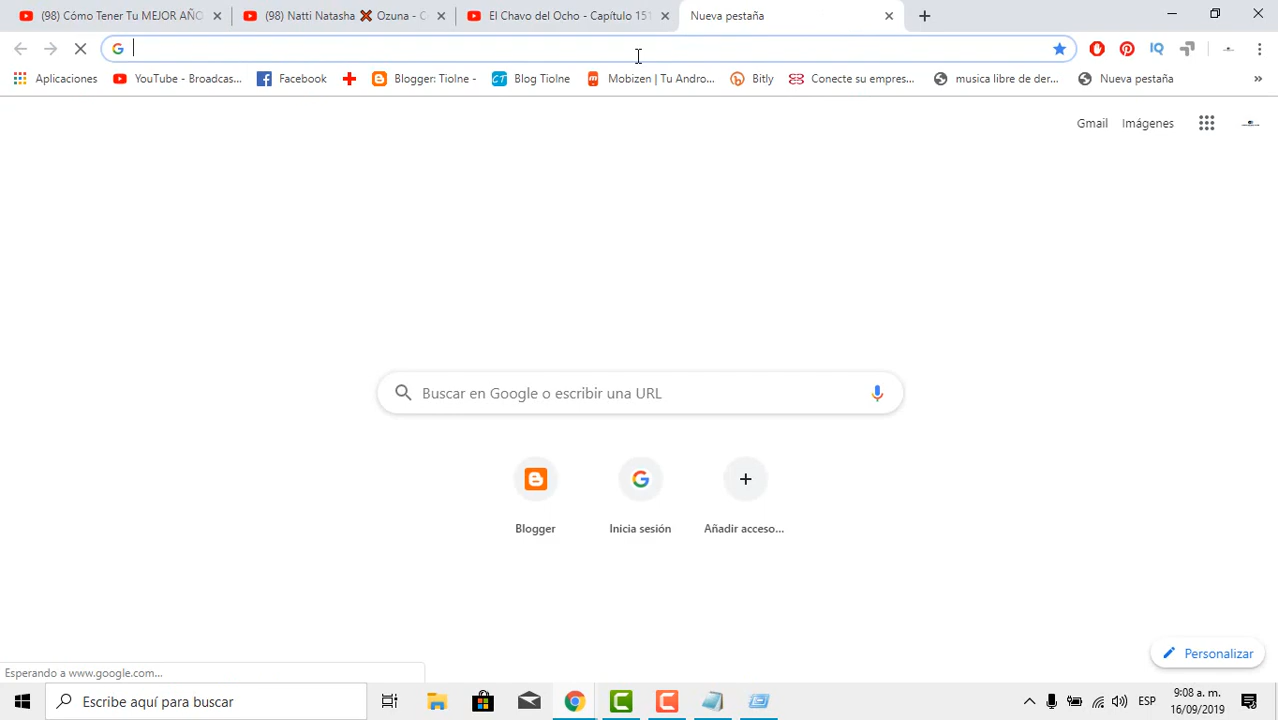 (98) Cómo Tener Tu MEJOR AÑO
(98) Natti Natasha ❌ Ozuna - C
El Chavo del Ocho - Capítulo 151
Nueva pestaña
Aplicaciones
YouTube - Broadcas...
Facebook
Blogger: Tiolne -
CT Blog Tiolne
Mobizen | Tu Andro...
Bitly
Conecte su empres...
musica libre de der...
Nueva pestaña
»
Gmail Imágenes
Buscar en Google o escribir una URL
Blogger
Inicia sesión
Añadir acceso...
Personalizar
Esperando a www.google.com...
Escribe aquí para buscar
ESP
9:08 a. m.
16/09/2019